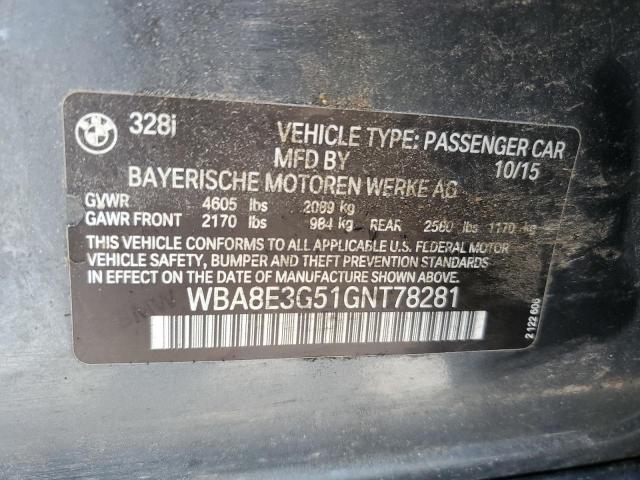 BMW
328i
VEHICLE TYPE: PASSENGER CAR
MFD BY 10/15
BAYERISCHE MOTOREN WERKE AG
GVWR 4605 lbs 2089 kg
GAWR FRONT 2170 lbs 984 kg REAR 2580 lbs 1170 kg
THIS VEHICLE CONFORMS TO ALL APPLICABLE U.S. FEDERAL MOTOR
VEHICLE SAFETY, BUMPER AND THEFT PREVENTION STANDARDS
IN EFFECT ON THE DATE OF MANUFACTURE SHOWN ABOVE.
WBA8E3G51GNT78281
2 122 606